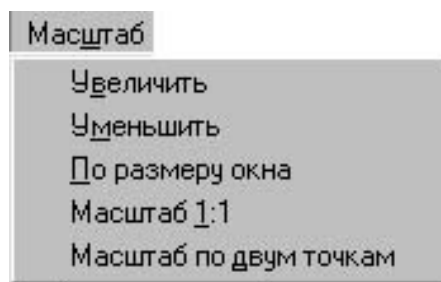 Масштаб
Увеличить
Уменьшить
По размеру окна
Масштаб 1:1
Масштаб по двум точкам